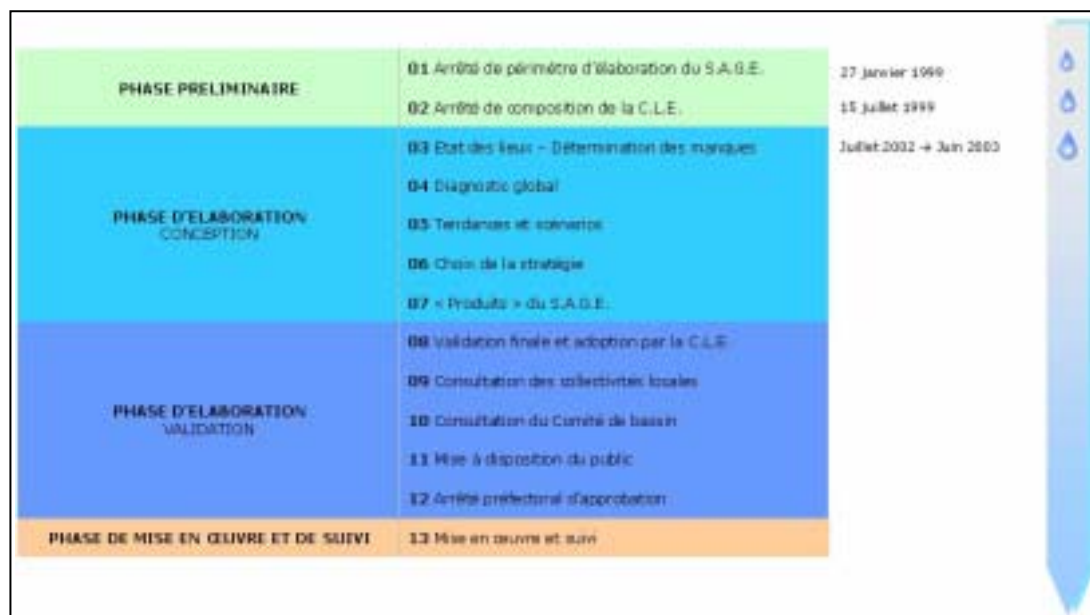 PHASE PRELIMINAIRE
01 Arrêté de périmètre d'élaboration du S.A.G.E.
27 Janvier 1999
02 Arrêté de composition de la C.L.E.
15 Juillet 1999
PHASE D'ELABORATION
CONCEPTION
03 Etat des lieux – Détermination des manques
Juillet 2002 → Juin 2003
04 Diagnostic global
05 Tendances et scénarios
06 Choix de la stratégie
07 « Produits » du S.A.G.E.
PHASE D'ELABORATION
VALIDATION
08 Validation finale et adoption par la C.L.E.
09 Consultation des collectivités locales
10 Consultation du Comité de bassin
11 Mise à disposition du public
12 Arrêté préfectoral d'approbation
PHASE DE MISE EN ŒUVRE ET DE SUIVI
13 Mise en œuvre et suivi